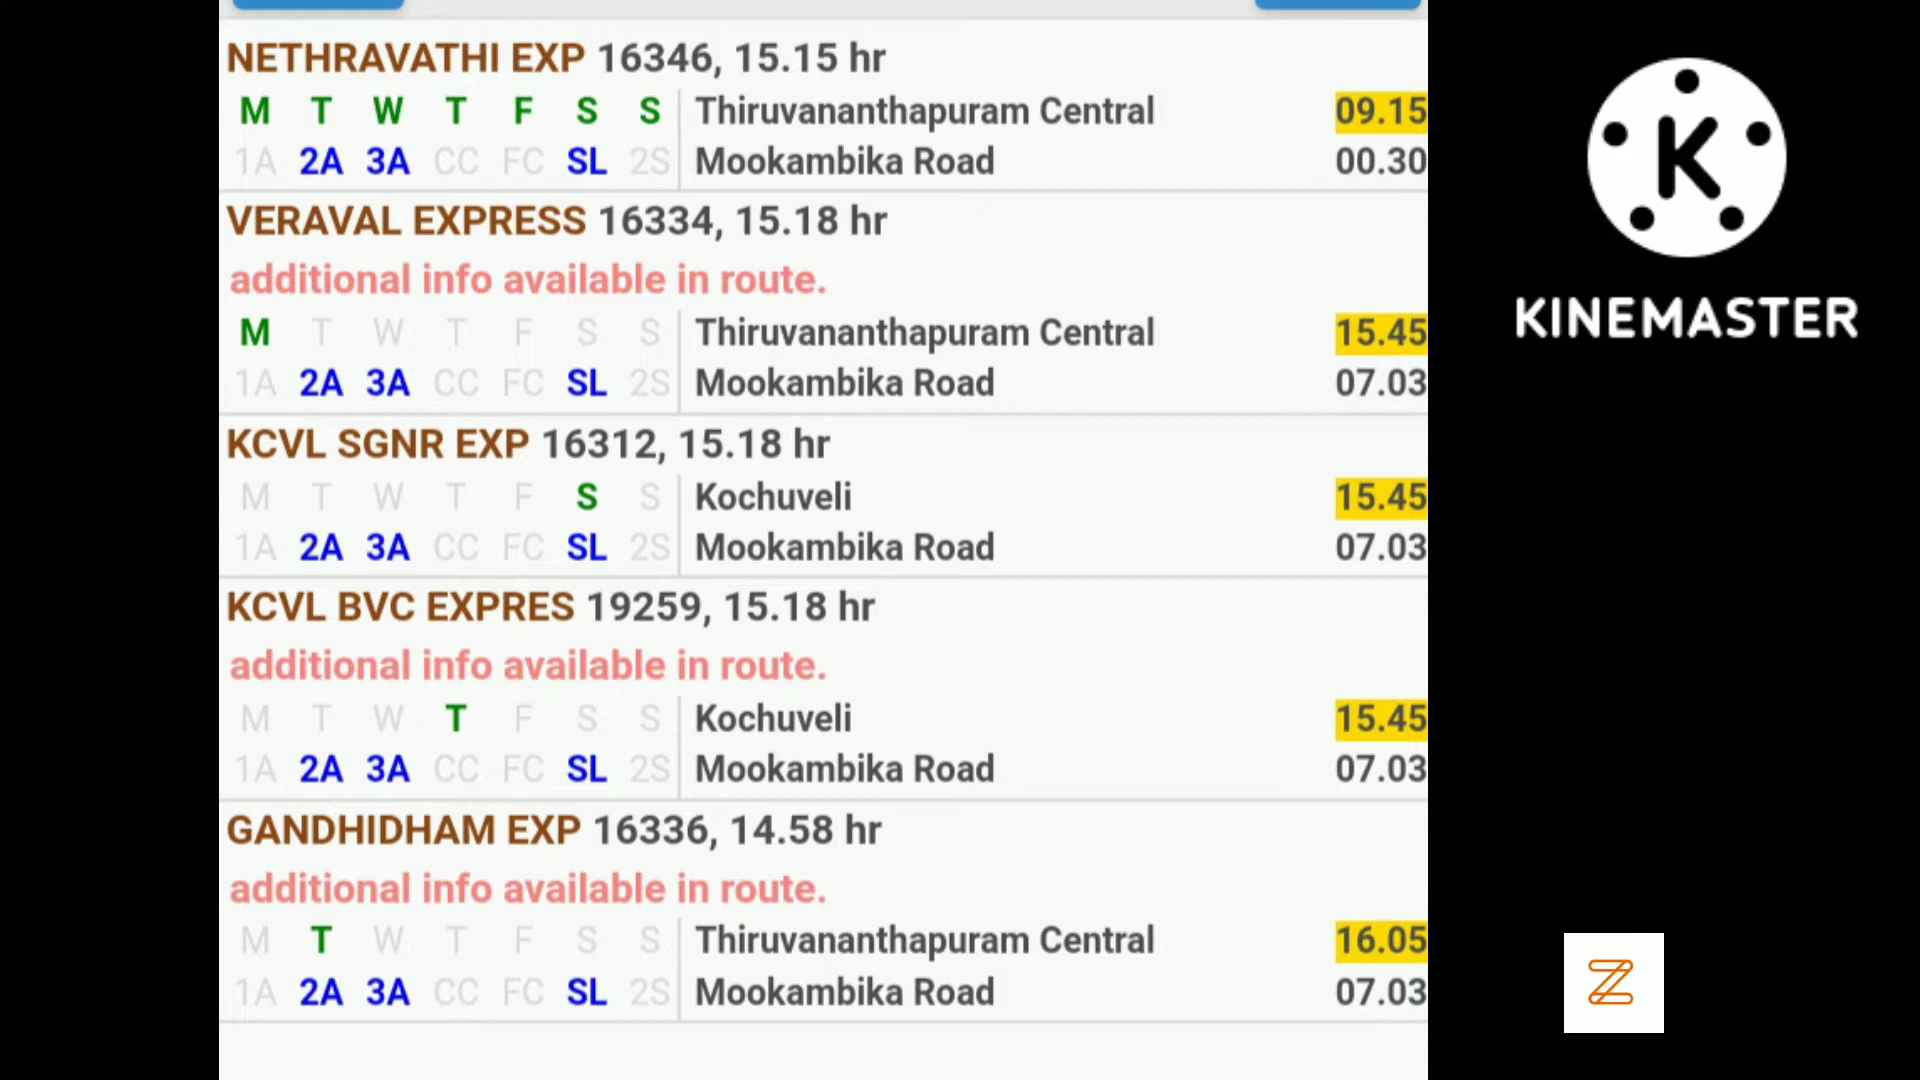 NETHRAVATHI EXP 16346, 15.15 hr
M T W T F S S Thiruvananthapuram Central 09.15
1A 2A 3A CC FC SL 2S Mookambika Road 00.30
VERAVAL EXPRESS 16334, 15.18 hr
additional info available in route.
M T W T F S S Thiruvananthapuram Central 15.45
1A 2A 3A CC FC SL 2S Mookambika Road 07.03
KCVL SGNR EXP 16312, 15.18 hr
M T W T F S S Kochuveli 15.45
1A 2A 3A CC FC SL 2S Mookambika Road 07.03
KCVL BVC EXPRES 19259, 15.18 hr
additional info available in route.
M T W T F S S Kochuveli 15.45
1A 2A 3A CC FC SL 2S Mookambika Road 07.03
GANDHIDHAM EXP 16336, 14.58 hr
additional info available in route.
M T W T F S S Thiruvananthapuram Central 16.05
1A 2A 3A CC FC SL 2S Mookambika Road 07.03
K
KINEMASTER
Z